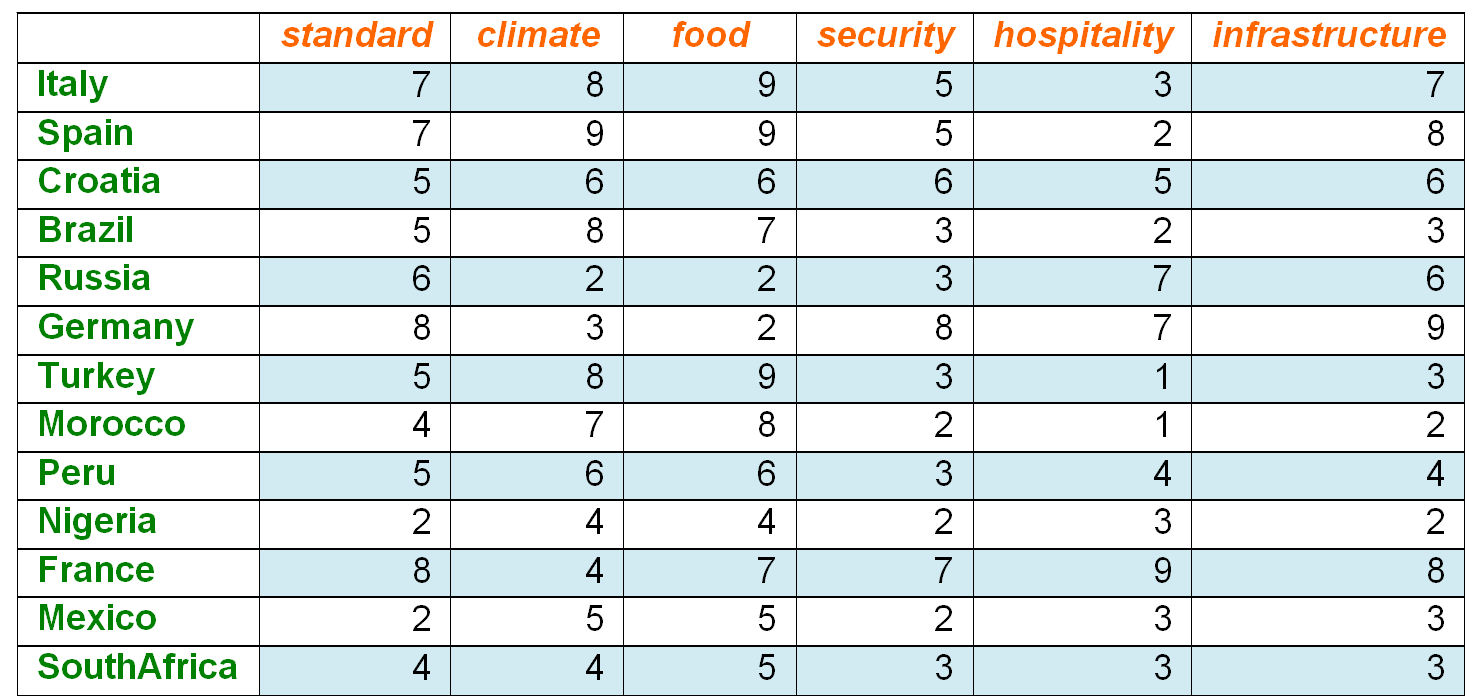 standard climate food security hospitality infrastructure
Italy 7 8 9 5 3 7
Spain 7 9 9 5 2 8
Croatia 5 6 6 6 5 6
Brazil 5 8 7 3 2 3
Russia 6 2 2 3 7 6
Germany 8 3 2 8 7 9
Turkey 5 8 9 3 1 3
Morocco 4 7 8 2 1 2
Peru 5 6 6 3 4 4
Nigeria 2 4 4 2 3 2
France 8 4 7 7 9 8
Mexico 2 5 5 2 3 3
SouthAfrica 4 4 5 3 3 3